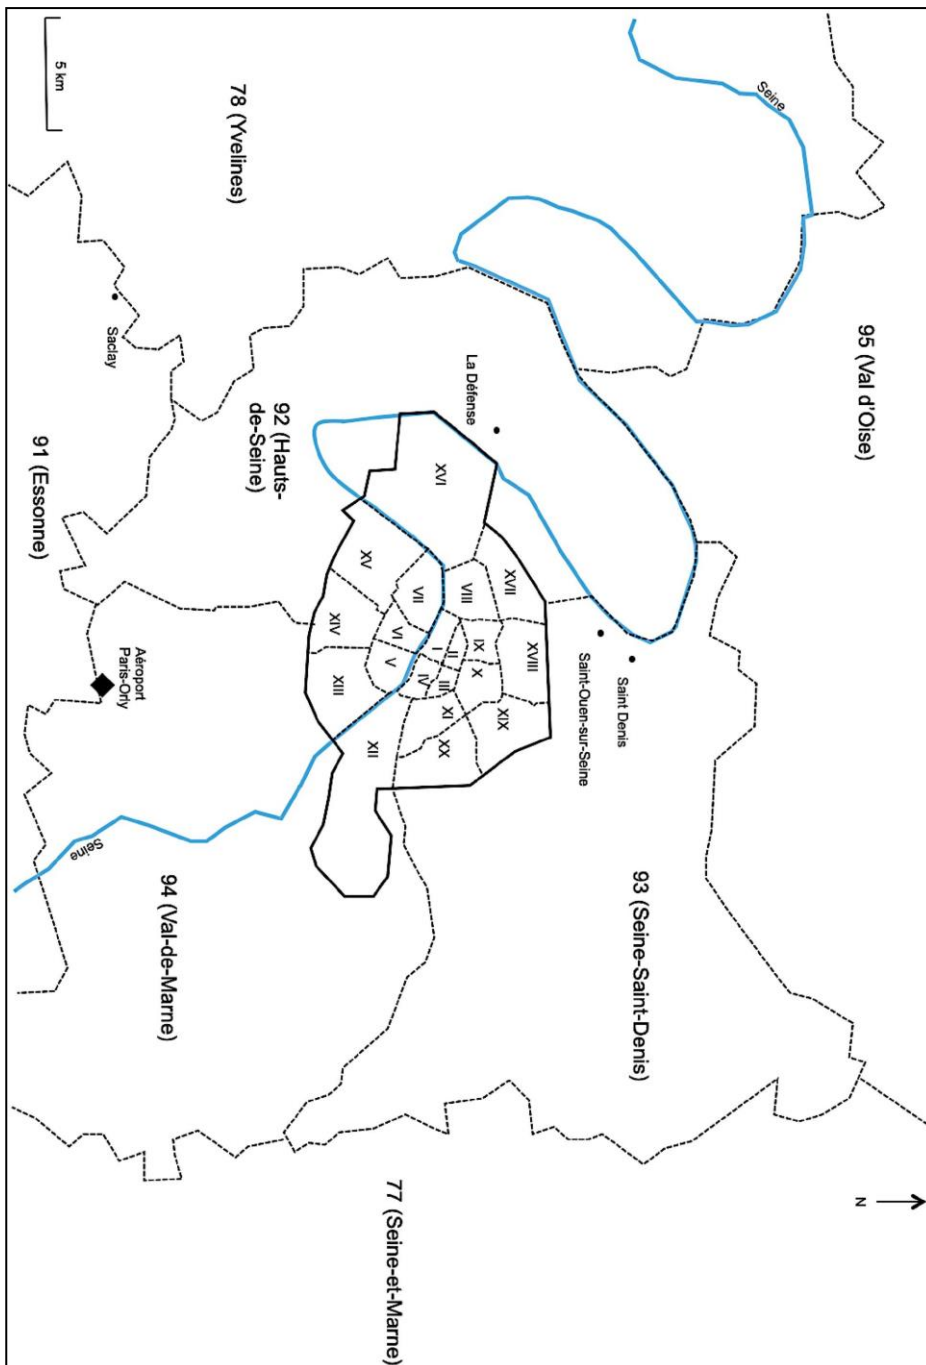 Seine
95 (Val d'Oise)
78 (Yvelines)
5 km
La Défense
Saclay
92 (Hauts-
de-Seine)
91 (Essonne)
XVI
XVII
XVIII
XV
VII
VIII
IX
XIX
XIV
VI
I
II
X
V
IV
III
XI
XX
XIII
XII
Saint Denis
Saint-Ouen-sur-Seine
Aéroport
Paris-Orly
Seine
93 (Seine-Saint-Denis)
94 (Val-de-Marne)
77 (Seine-et-Marne)
N